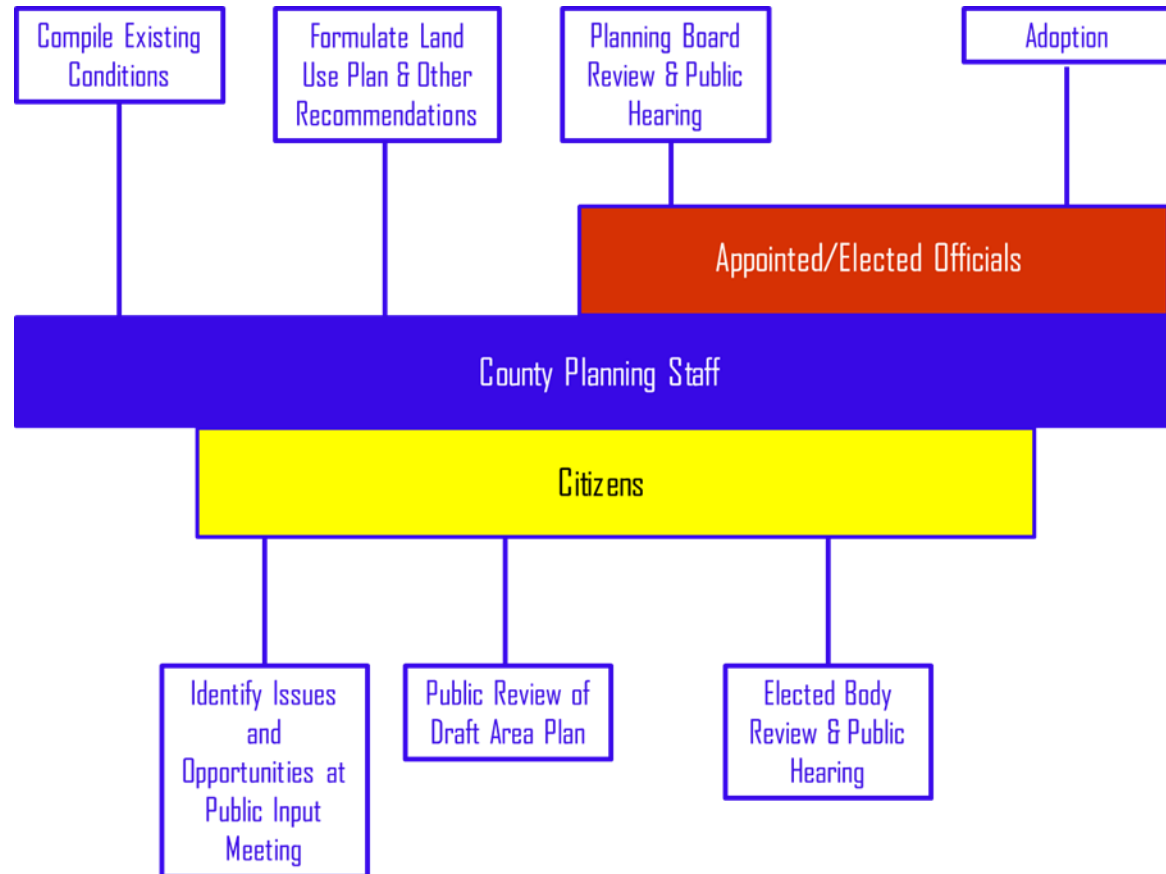 Compile Existing
Conditions
Formulate Land
Use Plan & Other
Recommendations
Planning Board
Review & Public
Hearing
Adoption
Appointed/Elected Officials
County Planning Staff
Citizens
Identify Issues
and
Opportunities at
Public Input
Meeting
Public Review of
Draft Area Plan
Elected Body
Review & Public
Hearing